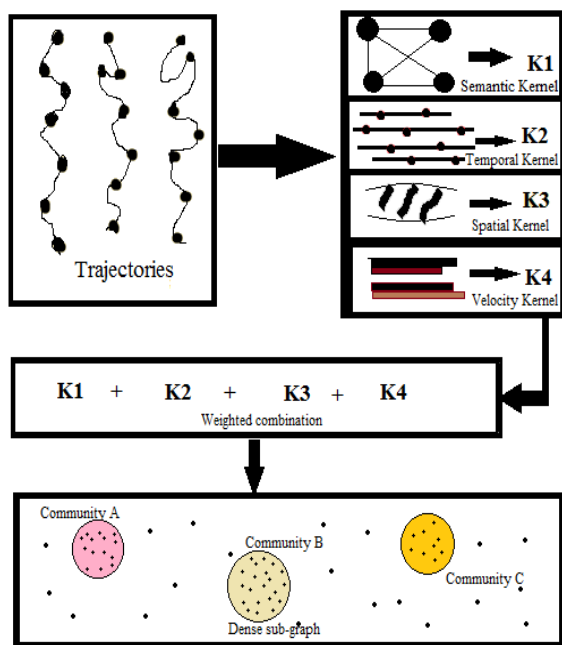 Trajectories
K1
Semantic Kernel
K2
Temporal Kernel
K3
Spatial Kernel
K4
Velocity Kernel
K1 + K2 + K3 + K4
Weighted combination
Community A
Community B
Community C
Dense sub-graph